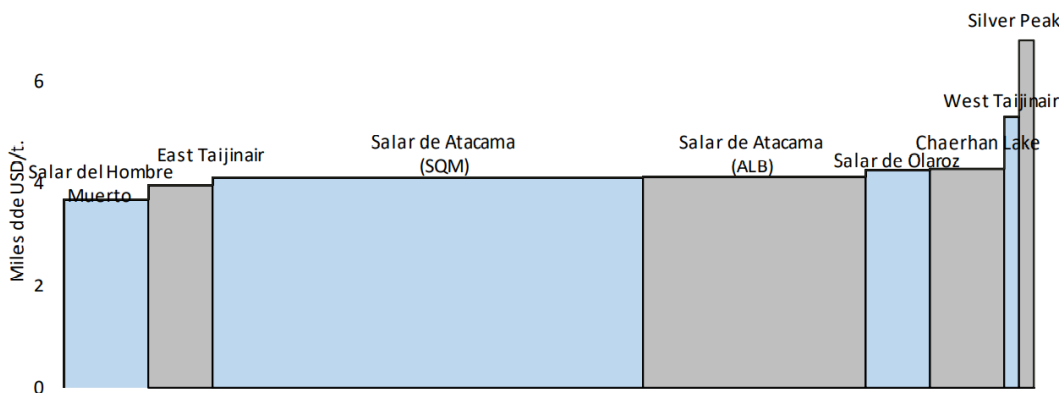 Silver Peak
6
West Taijinair
Salar de Atacama
(SQM)
Salar de Atacama
(ALB)
Chaerhan Lake
East Taijinair
Salar de Olaroz
Salar del Hombre
Muerto
4
Miles dde USD/t.
2
0